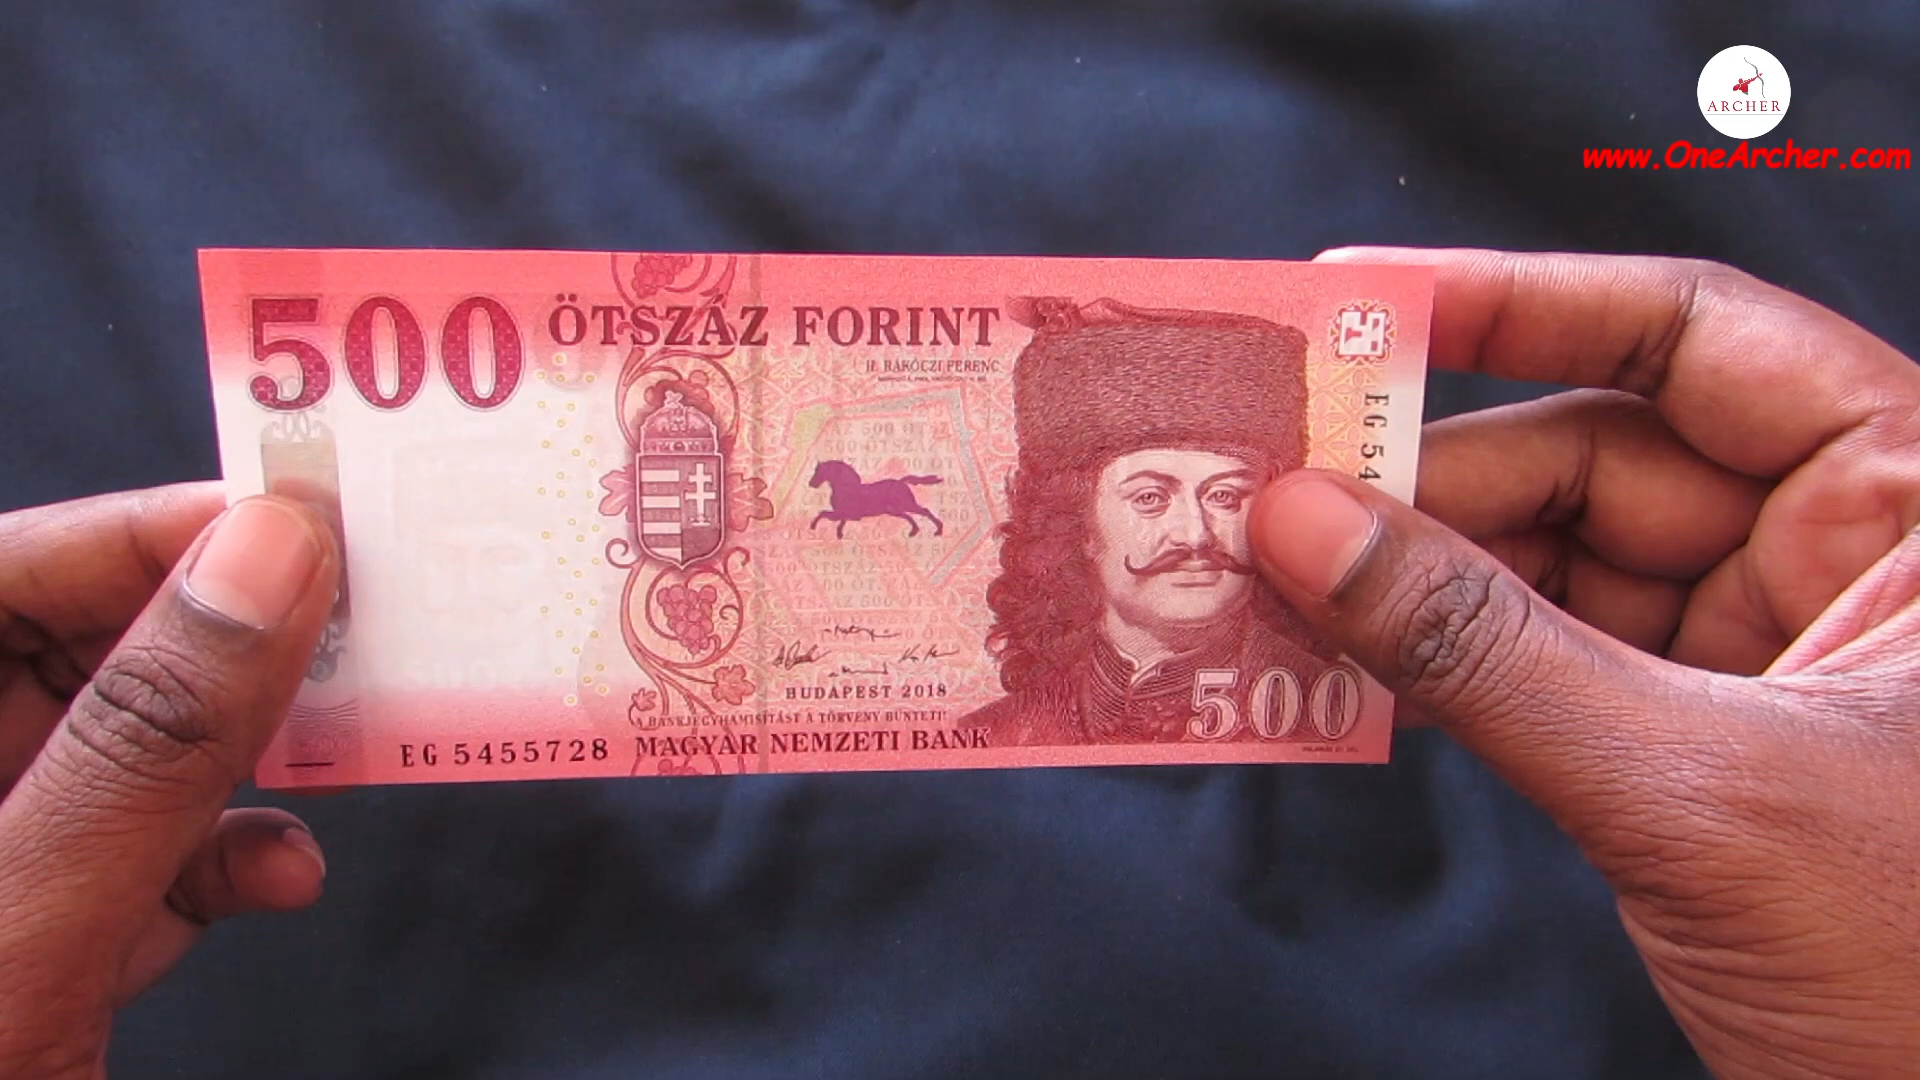 ARCHER
www.OneArcher.com
500 ÖTSZÁZ FORINT
II. RÁKÓCZI FERENC
EG 54
BUDAPEST 2018
A BANKJEGYHAMISÍTÁST A TÖRVÉNY BÜNTETI!
EG 5455728 MAGYAR NEMZETI BANK
500